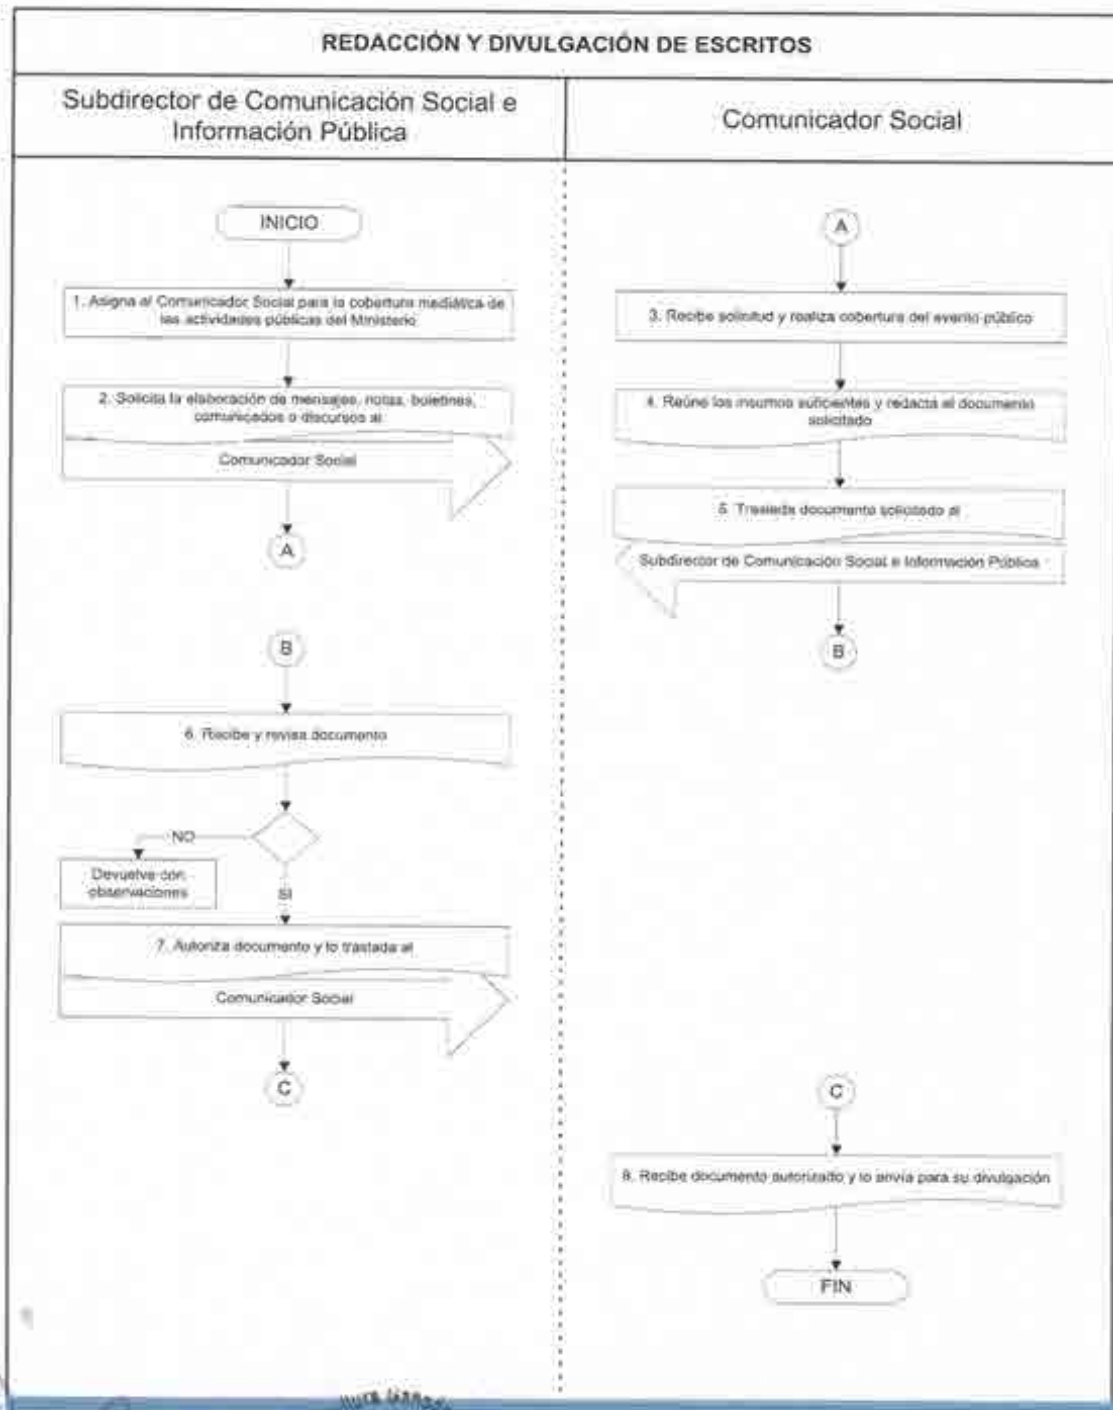 REDACCIÓN Y DIVULGACIÓN DE ESCRITOS
Subdirector de Comunicación Social e
Información Pública
Comunicador Social
INICIO
1. Asigna al Comunicador Social para la cobertura mediática de
las actividades públicas del Ministerio
2. Solicita la elaboración de mensajes, notas, boletines,
comunicados o discursos al
Comunicador Social
A
B
6. Recibe y revisa documento
NO
Devuelve con
observaciones
SI
7. Autoriza documento y lo traslada al
Comunicador Social
C
A
3. Recibe solicitud y realiza cobertura del evento público
4. Reúne los insumos suficientes y redacta el documento
solicitado
5. Traslada documento solicitado al
Subdirector de Comunicación Social e Información Pública
B
C
8. Recibe documento autorizado y lo envía para su divulgación
FIN